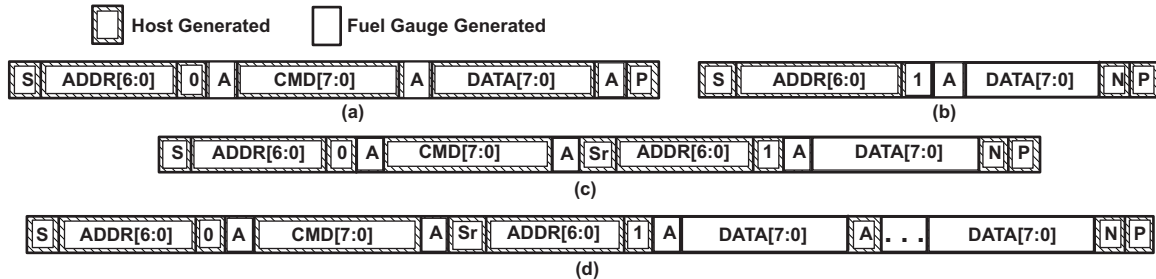 Host Generated Fuel Gauge Generated
S ADDR[6:0] 0 A CMD[7:0] A DATA[7:0] A P S ADDR[6:0] 1 A DATA[7:0] N P
(a) (b)
S ADDR[6:0] 0 A CMD[7:0] A Sr ADDR[6:0] 1 A DATA[7:0] N P
(c)
S ADDR[6:0] 0 A CMD[7:0] A Sr ADDR[6:0] 1 A DATA[7:0] A . . . DATA[7:0] N P
(d)